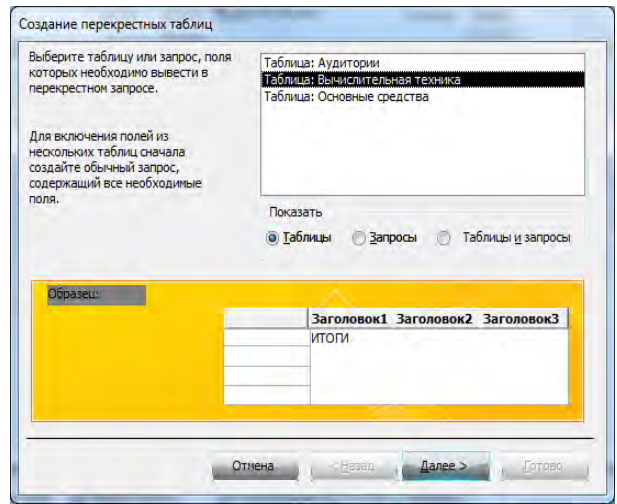 Создание перекрестных таблиц
Выберите таблицу или запрос, поля
которых необходимо вывести в
перекрестном запросе.
Для включения полей из
нескольких таблиц сначала
создайте обычный запрос,
содержащий все необходимые
поля.
Таблица: Аудитории
Таблица: Вычислительная техника
Таблица: Основные средства
Показать
Таблицы Запросы Таблицы и запросы
Образец:
Заголовок1 Заголовок2 Заголовок3
ИТОГИ
Отмена < Назад Далее > Готово